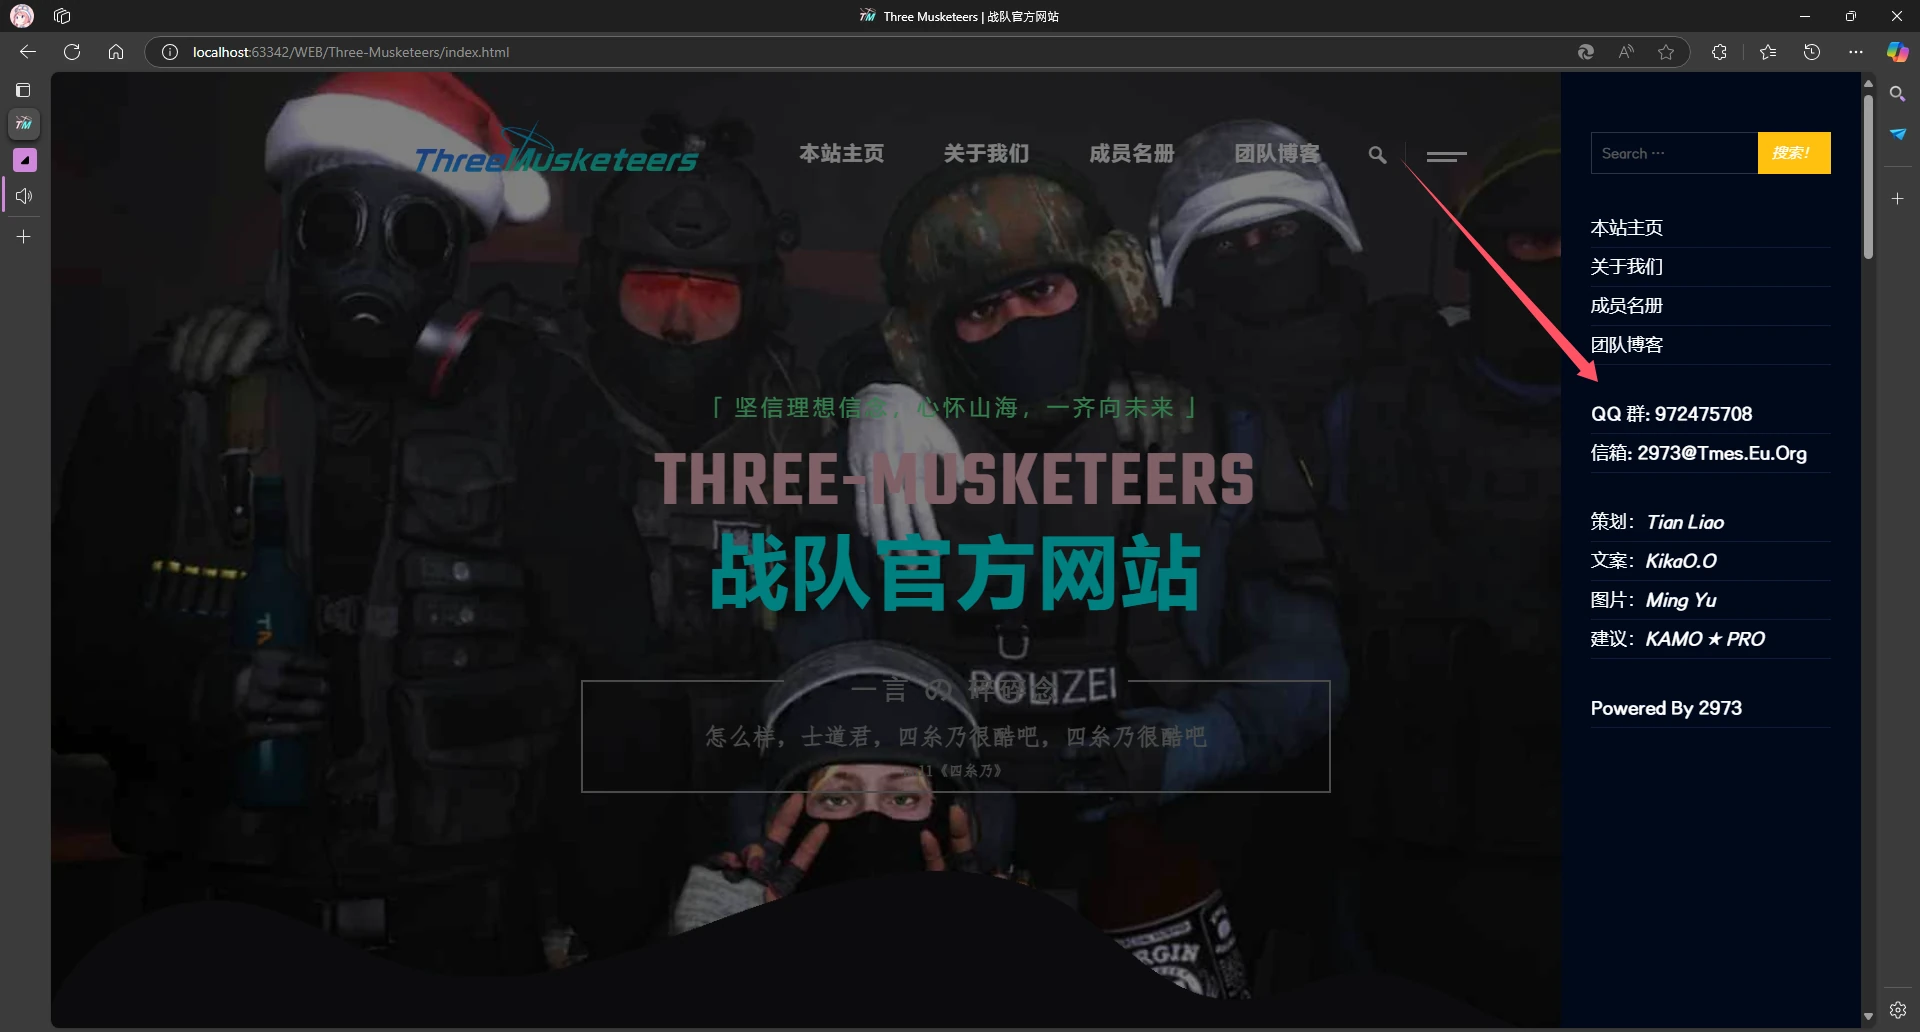 Three Musketeers | 战队官方网站
localhost:63342/WEB/Three-Musketeers/index.html
TM
ThreeMusketeers
本站主页
关于我们
成员名册
团队博客
「 坚信理想信念，心怀山海，一齐向未来 」
THREE-MUSKETEERS
战队官方网站
POLIZEI
一言 の 碎碎念
怎么样，士道君，四糸乃很酷吧，四糸乃很酷吧
11《四糸乃》
Search ···
搜索!
本站主页
关于我们
成员名册
团队博客
QQ 群: 972475708
信箱: 2973@Tmes.Eu.Org
策划：Tian Liao
文案：KikaO.O
图片：Ming Yu
建议：KAMO ★ PRO
Powered By 2973